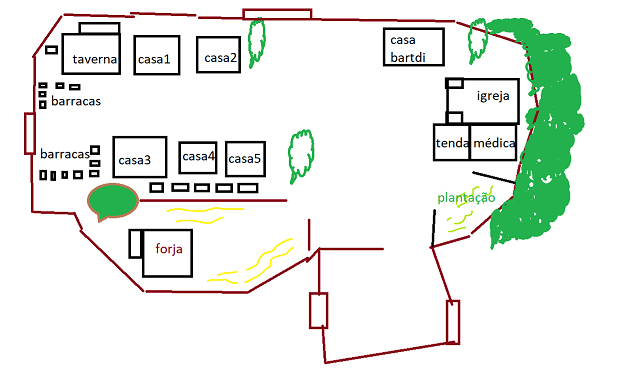 taverna
casa1
casa2
casa
bartdi
barracas
igreja
barracas
casa3
casa4
casa5
tenda
médica
plantação
forja